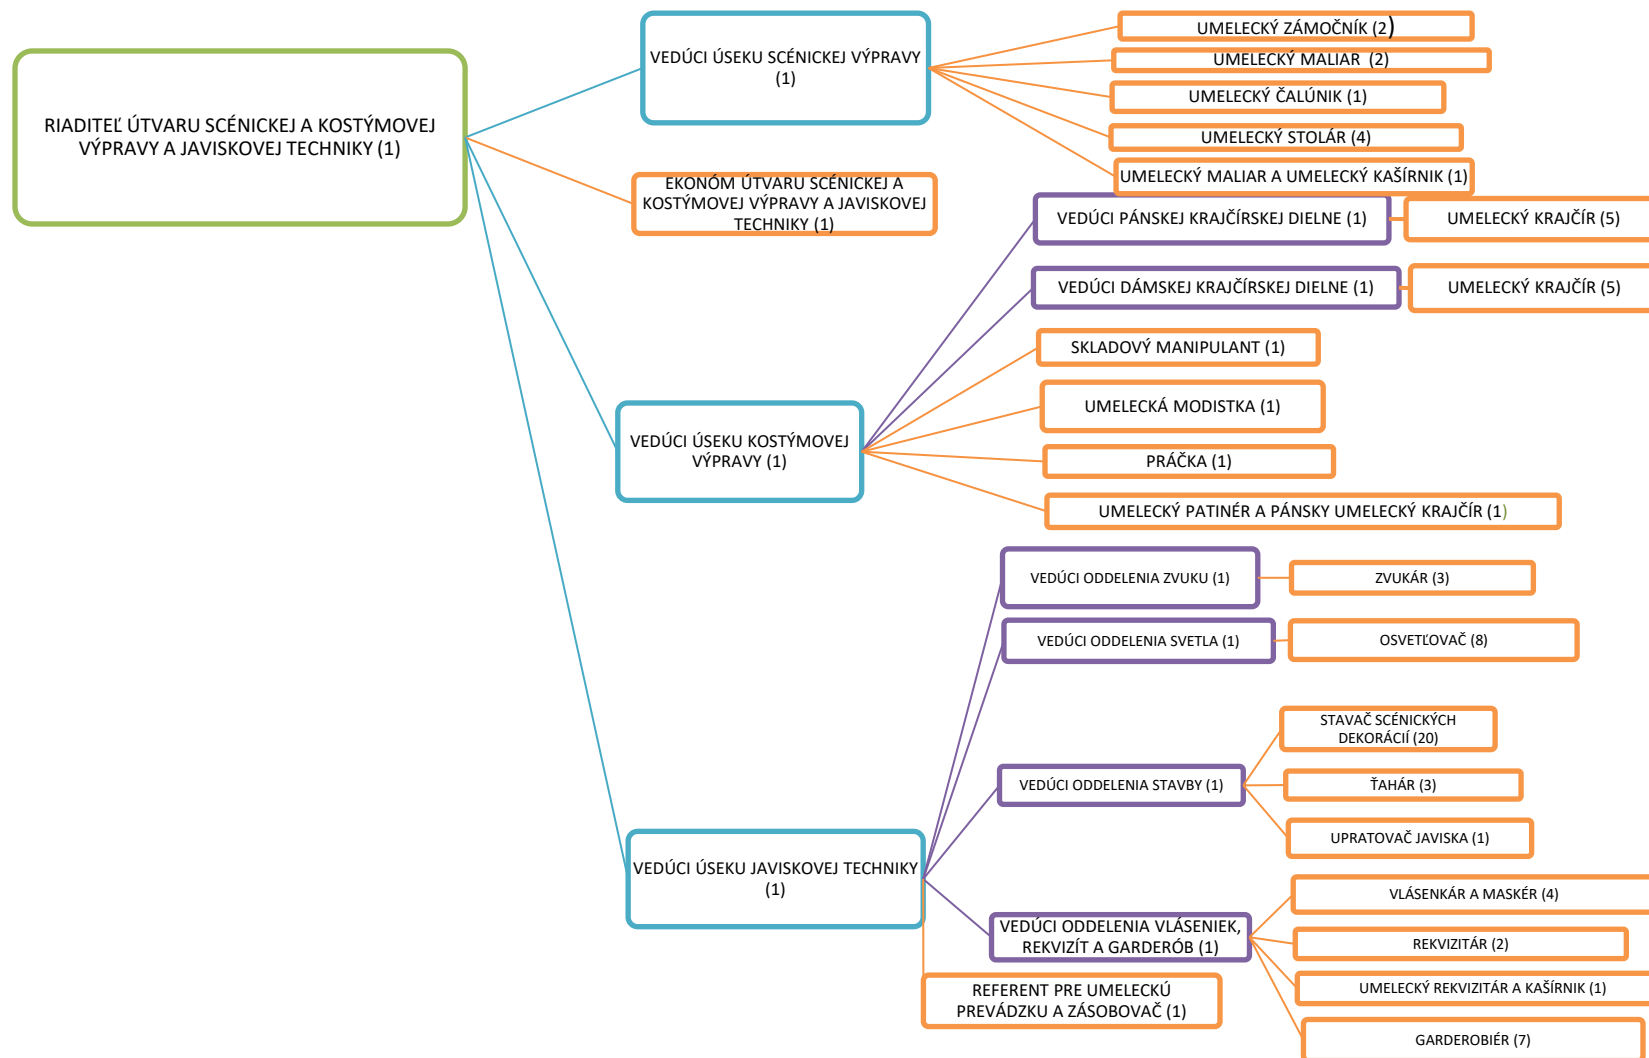 RIADITEĽ ÚTVARU SCÉNICKEJ A KOSTÝMOVEJ
VÝPRAVY A JAVISKOVEJ TECHNIKY (1)
VEDÚCI ÚSEKU SCÉNICKEJ VÝPRAVY
(1)
UMELECKÝ ZÁMOČNÍK (2)
UMELECKÝ MALIAR (2)
UMELECKÝ ČALÚNIK (1)
UMELECKÝ STOLÁR (4)
UMELECKÝ MALIAR A UMELECKÝ KAŠÍRNIK (1)
EKONÓM ÚTVARU SCÉNICKEJ A
KOSTÝMOVEJ VÝPRAVY A JAVISKOVEJ
TECHNIKY (1)
VEDÚCI ÚSEKU KOSTÝMOVEJ
VÝPRAVY (1)
VEDÚCI PÁNSKEJ KRAJČÍRSKEJ DIELNE (1)
UMELECKÝ KRAJČÍR (5)
VEDÚCI DÁMSKEJ KRAJČÍRSKEJ DIELNE (1)
UMELECKÝ KRAJČÍR (5)
SKLADOVÝ MANIPULANT (1)
UMELECKÁ MODISTKA (1)
PRÁČKA (1)
UMELECKÝ PATINÉR A PÁNSKY UMELECKÝ KRAJČÍR (1)
VEDÚCI ÚSEKU JAVISKOVEJ TECHNIKY
(1)
VEDÚCI ODDELENIA ZVUKU (1)
ZVUKÁR (3)
VEDÚCI ODDELENIA SVETLA (1)
OSVETĽOVAČ (8)
VEDÚCI ODDELENIA STAVBY (1)
STAVAČ SCÉNICKÝCH
DEKORÁCIÍ (20)
ŤAHÁR (3)
UPRATOVAČ JAVISKA (1)
VEDÚCI ODDELENIA VLÁSENIEK,
REKVIZÍT A GARDERÓB (1)
VLÁSENKÁR A MASKÉR (4)
REKVIZITÁR (2)
UMELECKÝ REKVIZITÁR A KAŠÍRNIK (1)
GARDEROBIÉR (7)
REFERENT PRE UMELECKÚ
PREVÁDZKU A ZÁSOBOVAČ (1)